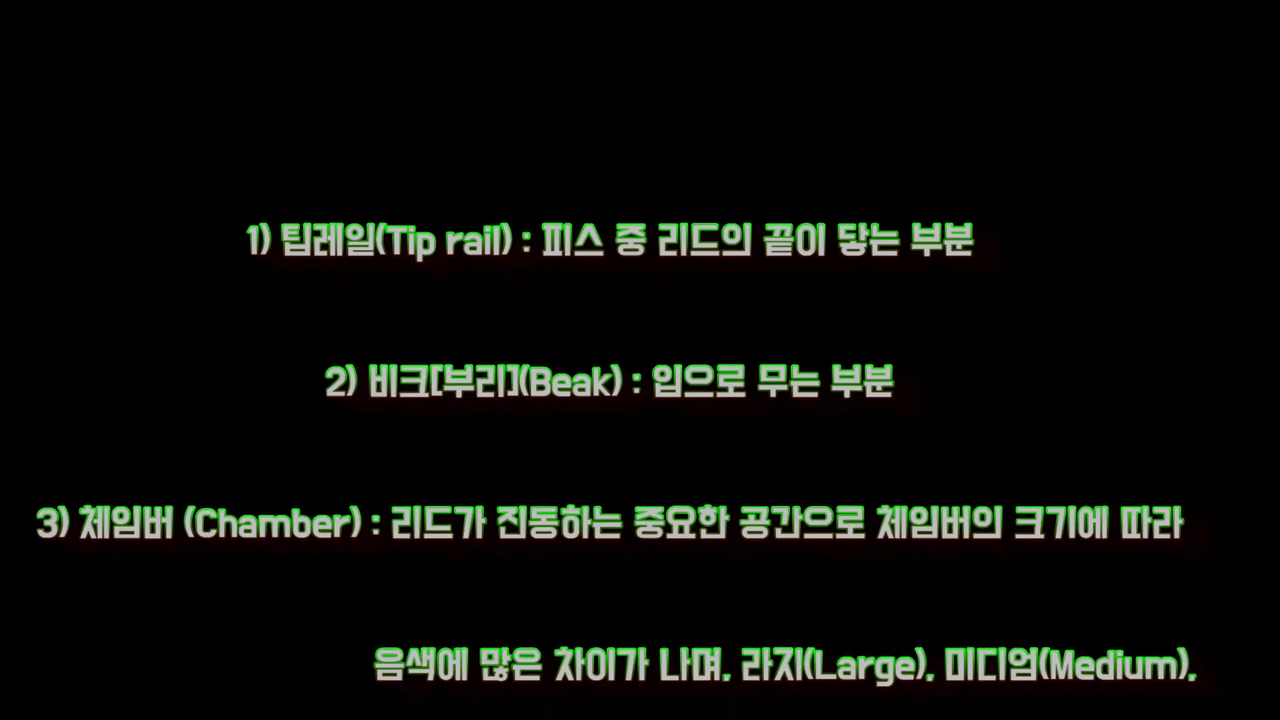 1) 팁레일(Tip rail) : 피스 중 리드의 끝이 닿는 부분
2) 비크[부리](Beak) : 입으로 무는 부분
3) 체임버 (Chamber) : 리드가 진동하는 중요한 공간으로 체임버의 크기에 따라
음색에 많은 차이가 나며, 라지(Large), 미디엄(Medium),